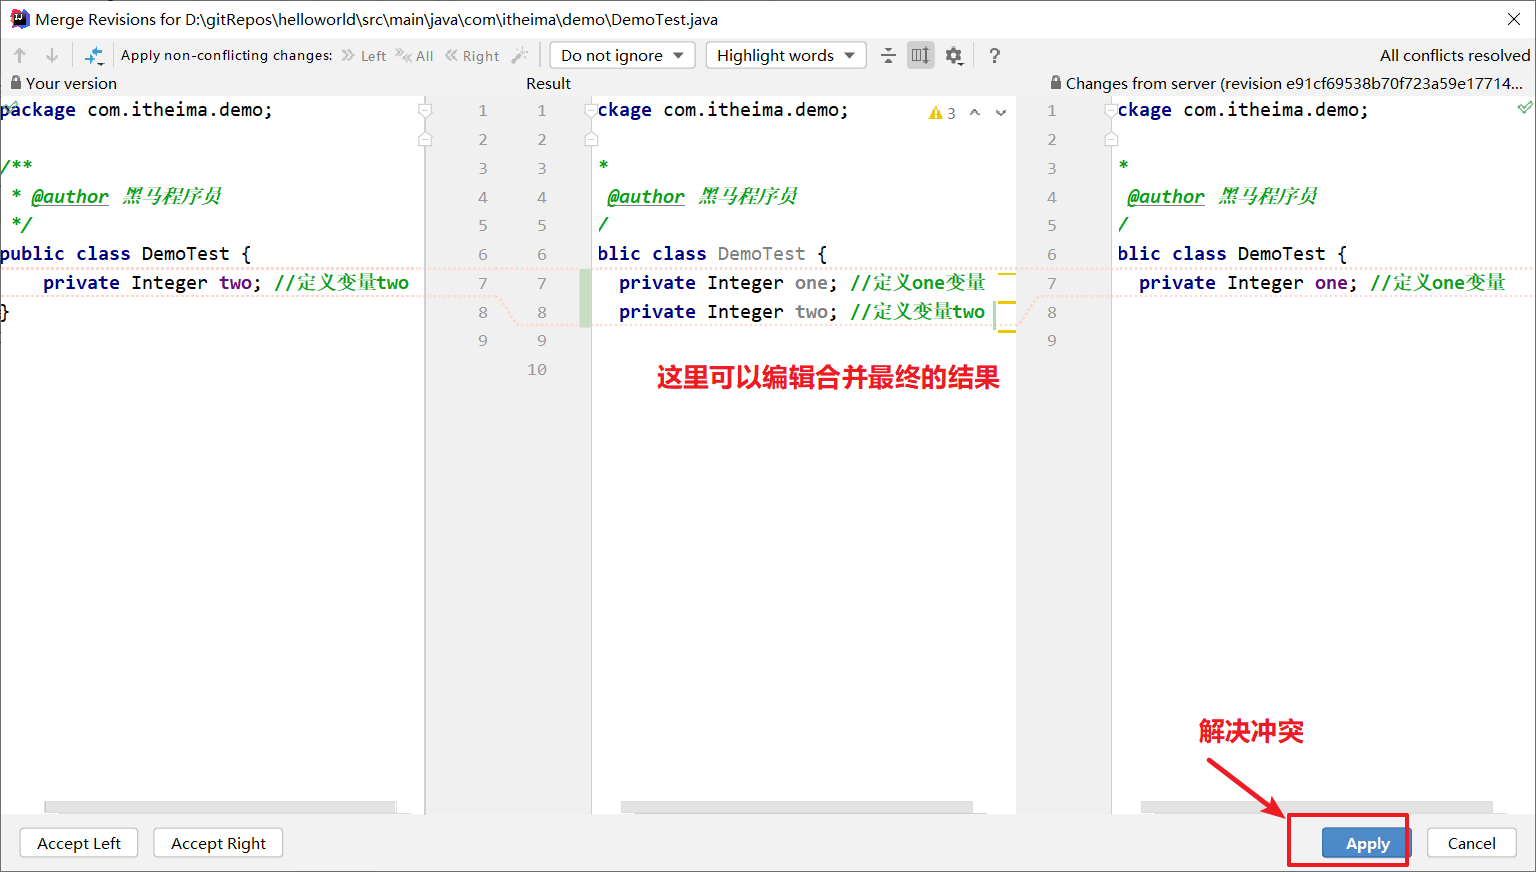 Merge Revisions for D:\gitRepos\helloworld\src\main\java\com\itheima\demo\DemoTest.java
Apply non-conflicting changes: Left All Right Do not ignore Highlight words ? All conflicts resolved
Your version
Result
Changes from server (revision e91cf69538b70f723a59e17714...
package com.itheima.demo;
/**
* @author 黑马程序员
*/
public class DemoTest {
private Integer two; //定义变量two
}
1 1
2 2
3 3
4 4
5 5
6 6
7 7
8 8
9 9
10
ckage com.itheima.demo;
3
*
@author 黑马程序员
/
blic class DemoTest {
private Integer one; //定义one变量
private Integer two; //定义变量two
这里可以编辑合并最终的结果
1
2
3
4
5
6
7
8
9
ckage com.itheima.demo;
*
@author 黑马程序员
/
blic class DemoTest {
private Integer one; //定义one变量
解决冲突
Accept Left
Accept Right
Apply
Cancel